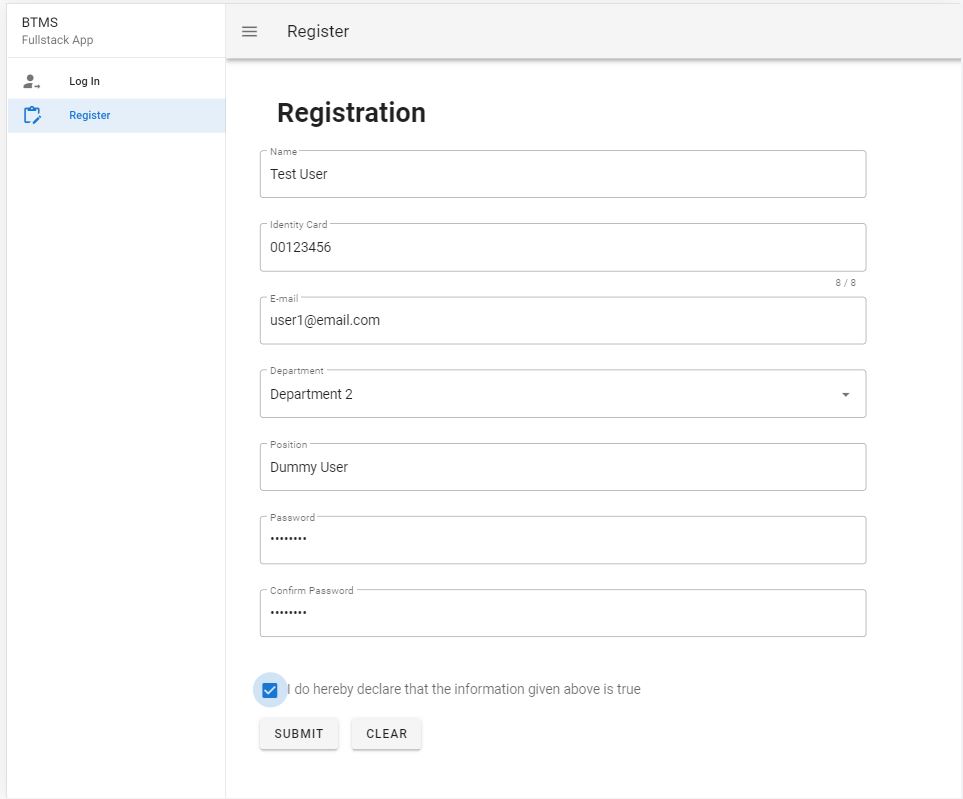 BTMS
Fullstack App
Log In
Register
Register
Registration
Name
Test User
Identity Card
00123456
8 / 8
E-mail
user1@email.com
Department
Department 2
Position
Dummy User
Password
••••••••
Confirm Password
••••••••
I do hereby declare that the information given above is true
SUBMIT
CLEAR